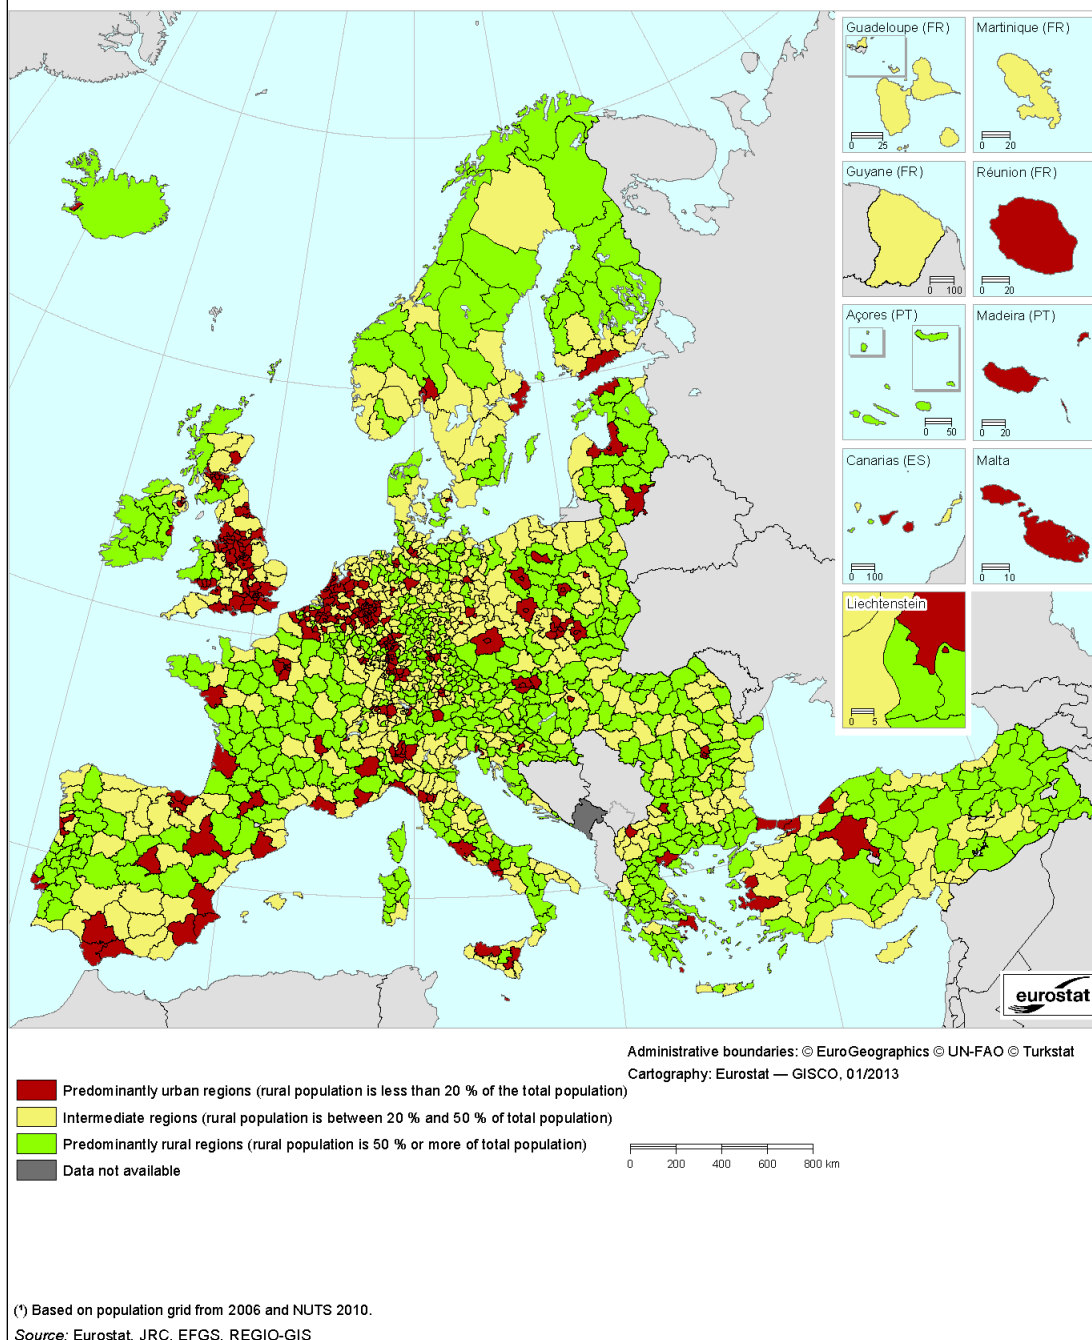 Guadeloupe (FR)
0 25
Martinique (FR)
0 20
Guyane (FR)
0 100
Réunion (FR)
0 20
Açores (PT)
0 50
Madeira (PT)
0 20
Canarias (ES)
0 100
Malta
0 10
Liechtenstein
0 5
eurostat
Administrative boundaries: © EuroGeographics © UN-FAO © Turkstat
Cartography: Eurostat — GISCO, 01/2013
Predominantly urban regions (rural population is less than 20 % of the total population)
Intermediate regions (rural population is between 20 % and 50 % of total population)
Predominantly rural regions (rural population is 50 % or more of total population)
Data not available
0 200 400 600 800 km
(¹) Based on population grid from 2006 and NUTS 2010.
Source: Eurostat, JRC, EFGS, REGIO-GIS